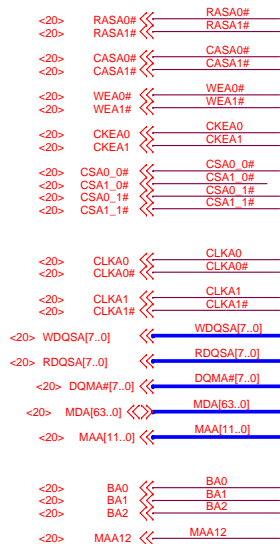 <20> RASA0# RASA0#
<20> RASA1# RASA1#
<20> CASA0# CASA0#
<20> CASA1# CASA1#
<20> WEA0# WEA0#
<20> WEA1# WEA1#
<20> CKEA0 CKEA0
<20> CKEA1 CKEA1
<20> CSA0_0# CSA0_0#
<20> CSA1_0# CSA1_0#
<20> CSA0_1# CSA0_1#
<20> CSA1_1# CSA1_1#
<20> CLKA0 CLKA0
<20> CLKA0# CLKA0#
<20> CLKA1 CLKA1
<20> CLKA1# CLKA1#
<20> WDQSA[7..0] WDQSA[7..0]
<20> RDQSA[7..0] RDQSA[7..0]
<20> DQMA#[7..0] DQMA#[7..0]
<20> MDA[63..0] MDA[63..0]
<20> MAA[11..0] MAA[11..0]
<20> BA0 BA0
<20> BA1 BA1
<20> BA2 BA2
<20> MAA12 MAA12